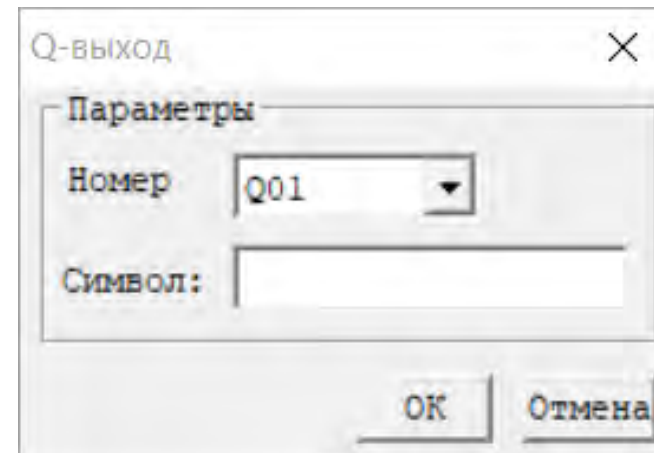 Q-выход
Параметры
Номер Q01
Символ:
OK Отмена